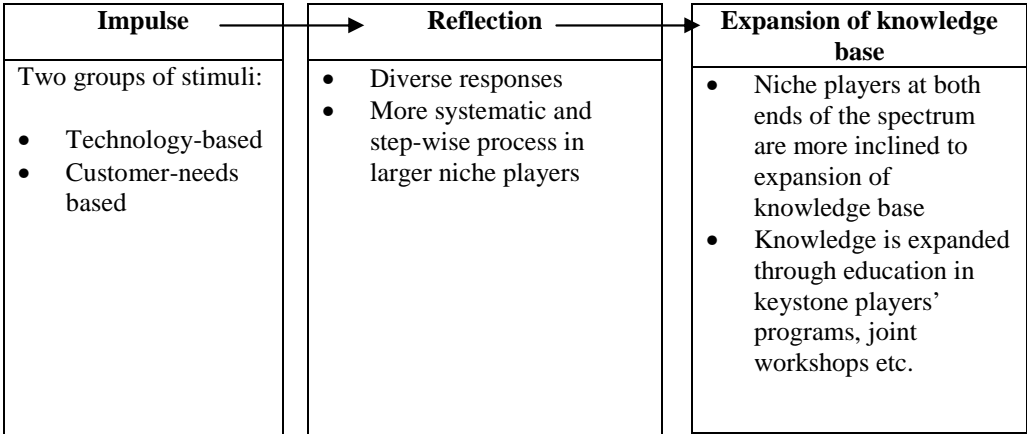 Impulse
Two groups of stimuli:
• Technology-based
• Customer-needs
based
Reflection
• Diverse responses
• More systematic and
step-wise process in
larger niche players
Expansion of knowledge
base
• Niche players at both
ends of the spectrum
are more inclined to
expansion of
knowledge base
• Knowledge is expanded
through education in
keystone players’
programs, joint
workshops etc.